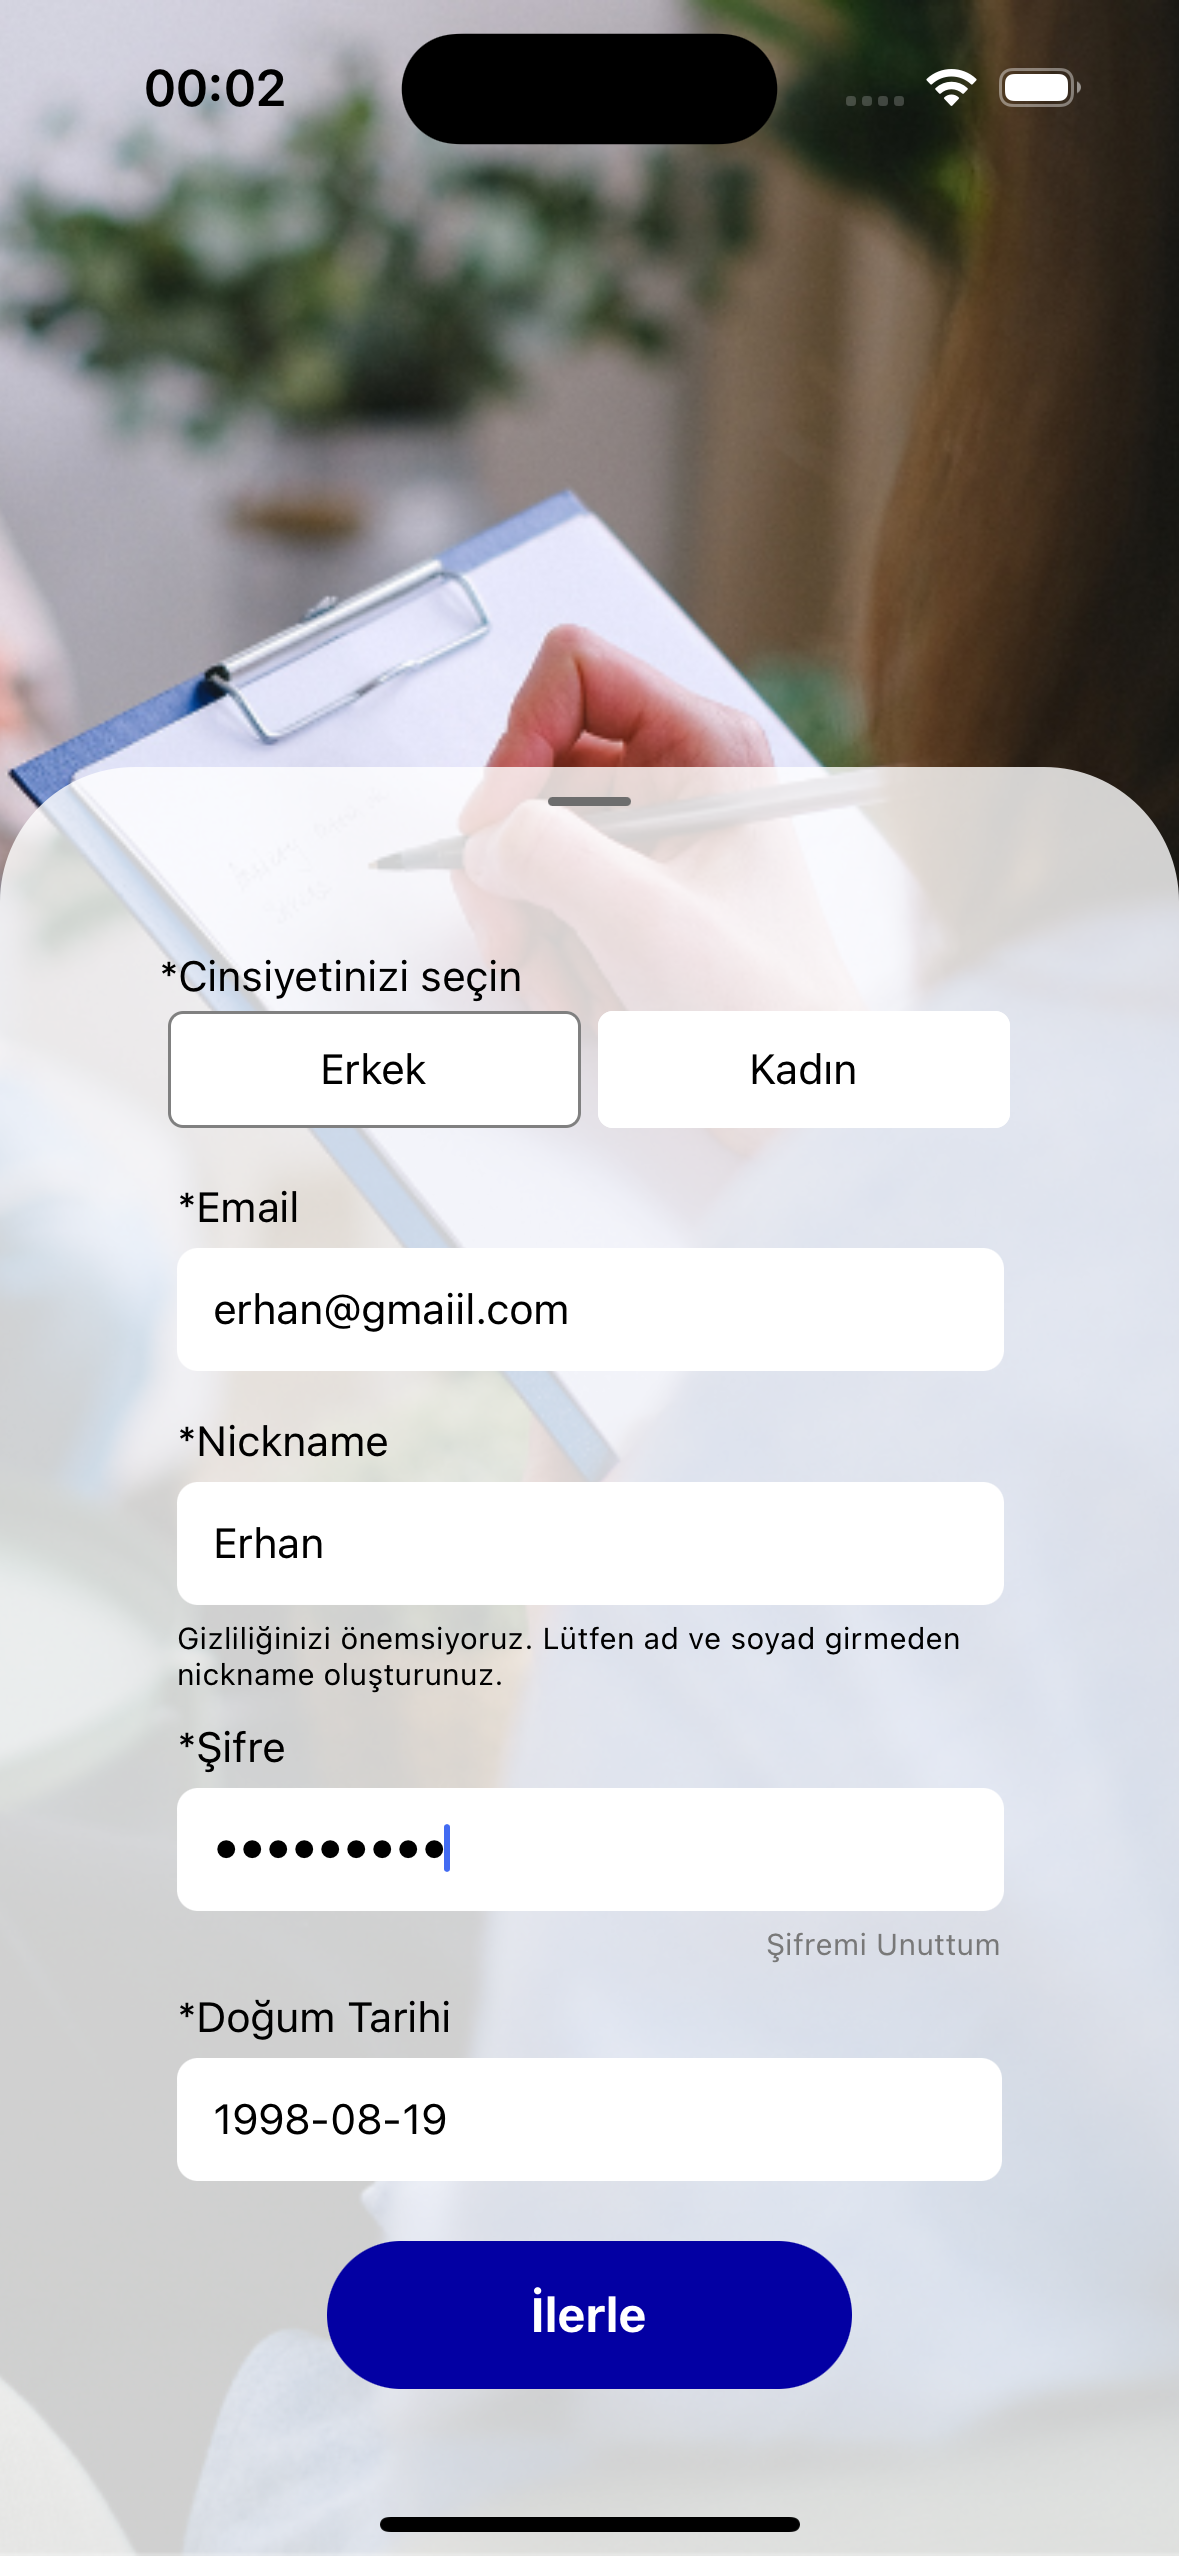 00:02
*Cinsiyetinizi seçin
Erkek
Kadın
*Email
erhan@gmaiil.com
*Nickname
Erhan
Gizliliğinizi önemsiyoruz. Lütfen ad ve soyad girmeden
nickname oluşturunuz.
*Şifre
•••••••••
Şifremi Unuttum
*Doğum Tarihi
1998-08-19
İlerle